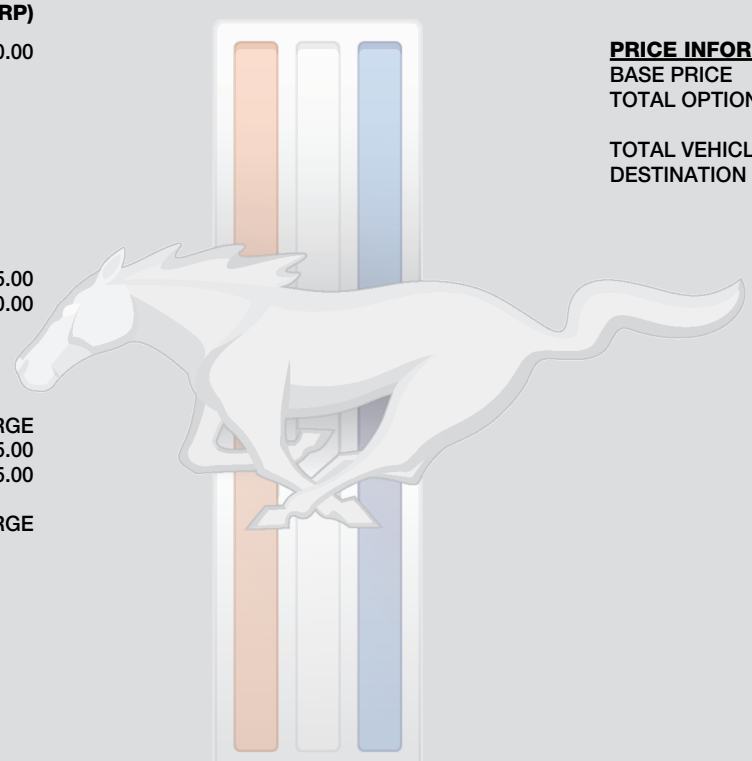 RP)
0.00
5.00
0.00
RGE
5.00
5.00
RGE
PRICE INFOR
BASE PRICE
TOTAL OPTION
TOTAL VEHICL
DESTINATION